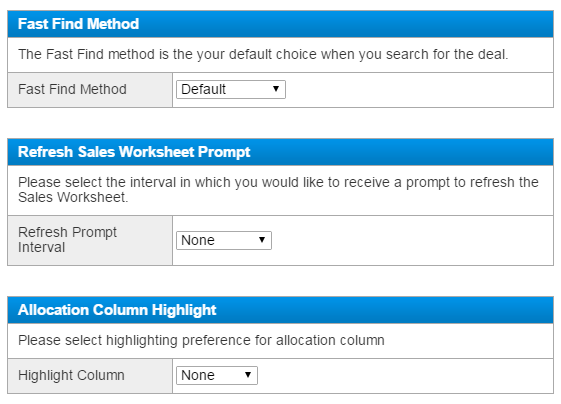 Fast Find Method
The Fast Find method is the your default choice when you search for the deal.
Fast Find Method
Default
Refresh Sales Worksheet Prompt
Please select the interval in which you would like to receive a prompt to refresh the
Sales Worksheet.
Refresh Prompt
Interval
None
Allocation Column Highlight
Please select highlighting preference for allocation column
Highlight Column
None